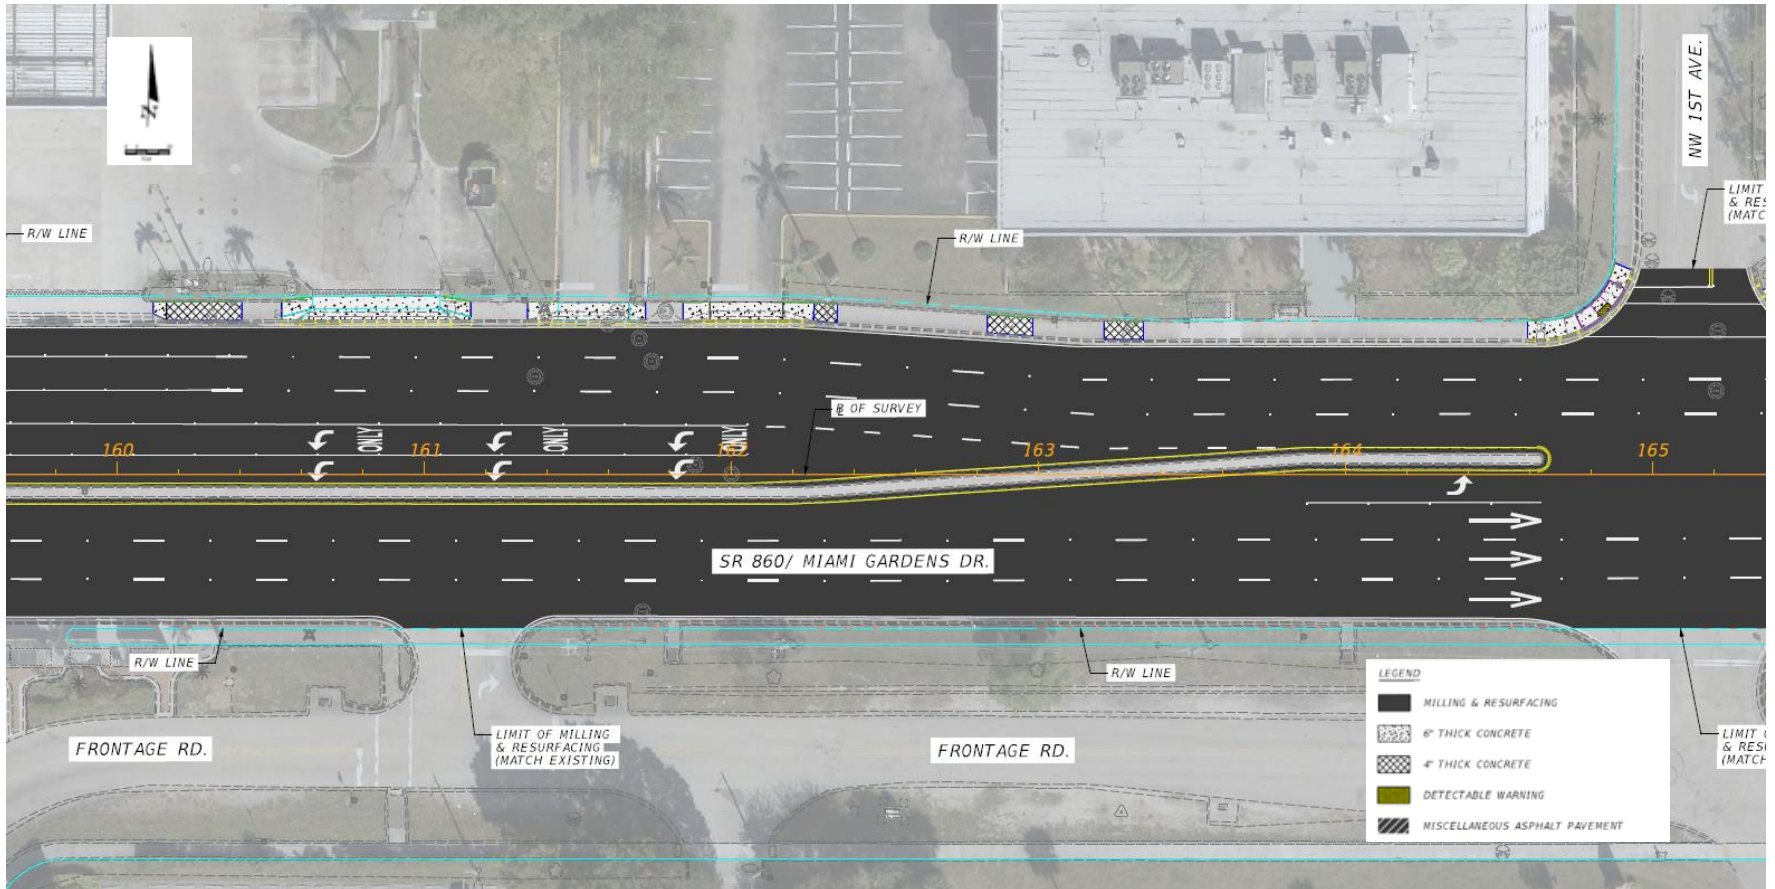 NW 1ST AVE.
LIMIT
& RES
(MATC
R/W LINE
R/W LINE
B OF SURVEY
ONLY
ONLY
ONLY
160
161
162
163
164
165
SR 860/ MIAMI GARDENS DR.
R/W LINE
R/W LINE
LIMIT OF MILLING
& RESURFACING
(MATCH EXISTING)
FRONTAGE RD.
FRONTAGE RD.
LEGEND
MILLING & RESURFACING
6" THICK CONCRETE
4" THICK CONCRETE
DETECTABLE WARNING
MISCELLANEOUS ASPHALT PAVEMENT
LIMIT O
& RES
(MATCH